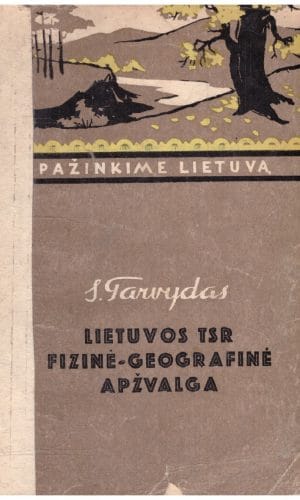 PAŽINKIME LIETUVĄ
S. Tarvydas
LIETUVOS TSR
FIZINĖ-GEOGRAFINĖ
APŽVALGA